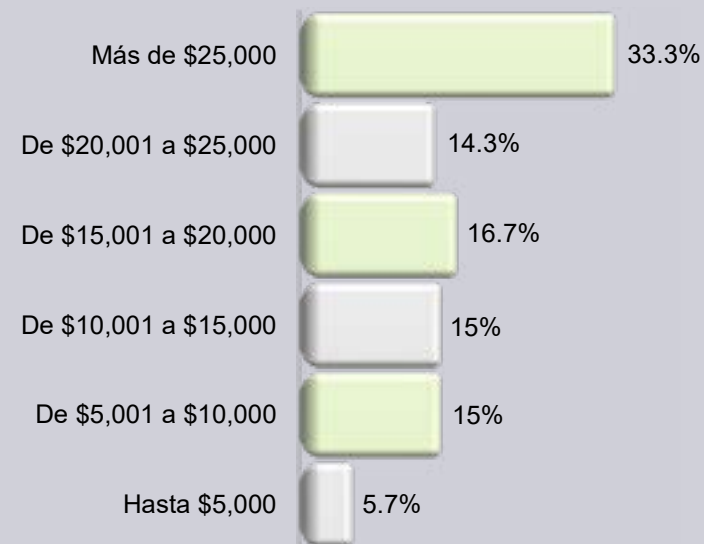 Más de $25,000 33.3%
De $20,001 a $25,000 14.3%
De $15,001 a $20,000 16.7%
De $10,001 a $15,000 15%
De $5,001 a $10,000 15%
Hasta $5,000 5.7%